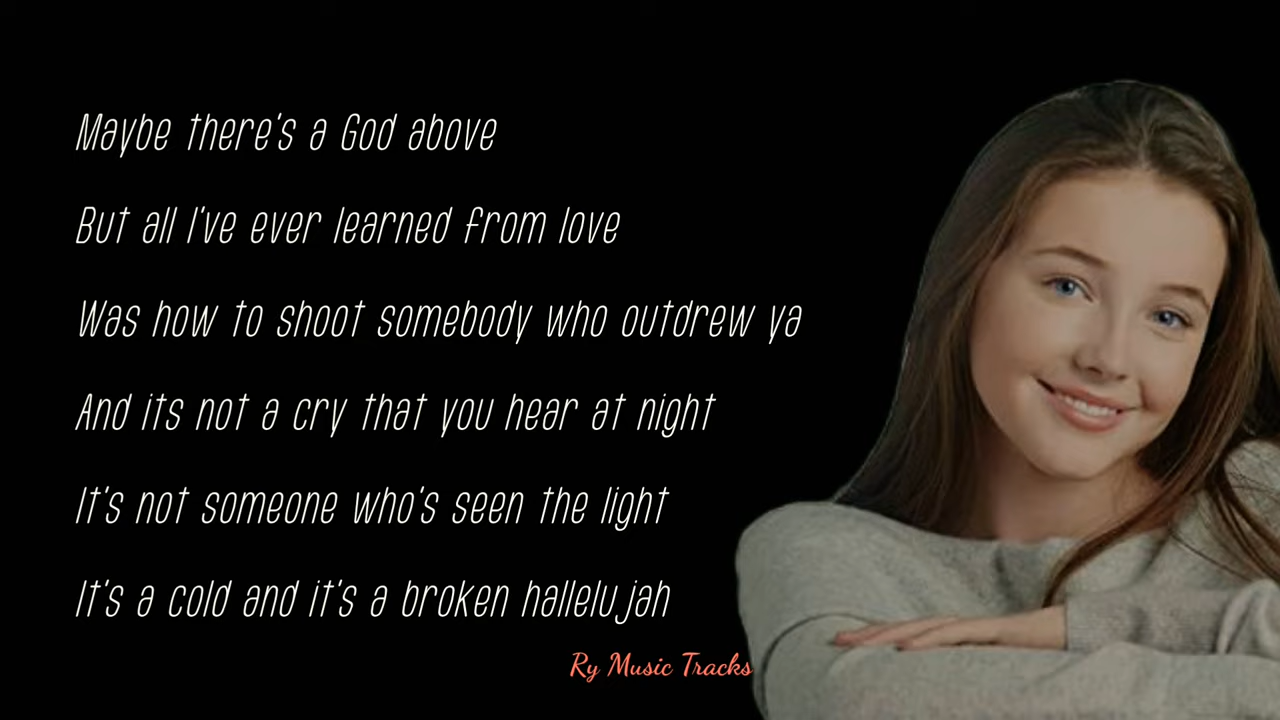 Maybe there's a God above
But all I've ever learned from love
Was how to shoot somebody who outdrew ya
And its not a cry that you hear at night
It's not someone who's seen the light
It's a cold and it's a broken hallelujah
Ry Music Tracks